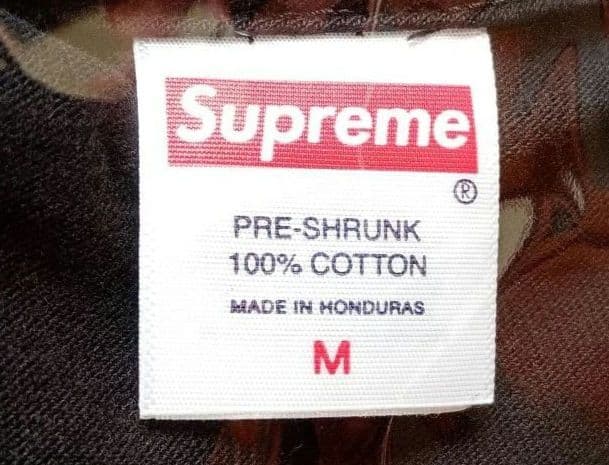 Supreme
®
PRE-SHRUNK
100% COTTON
MADE IN HONDURAS
M